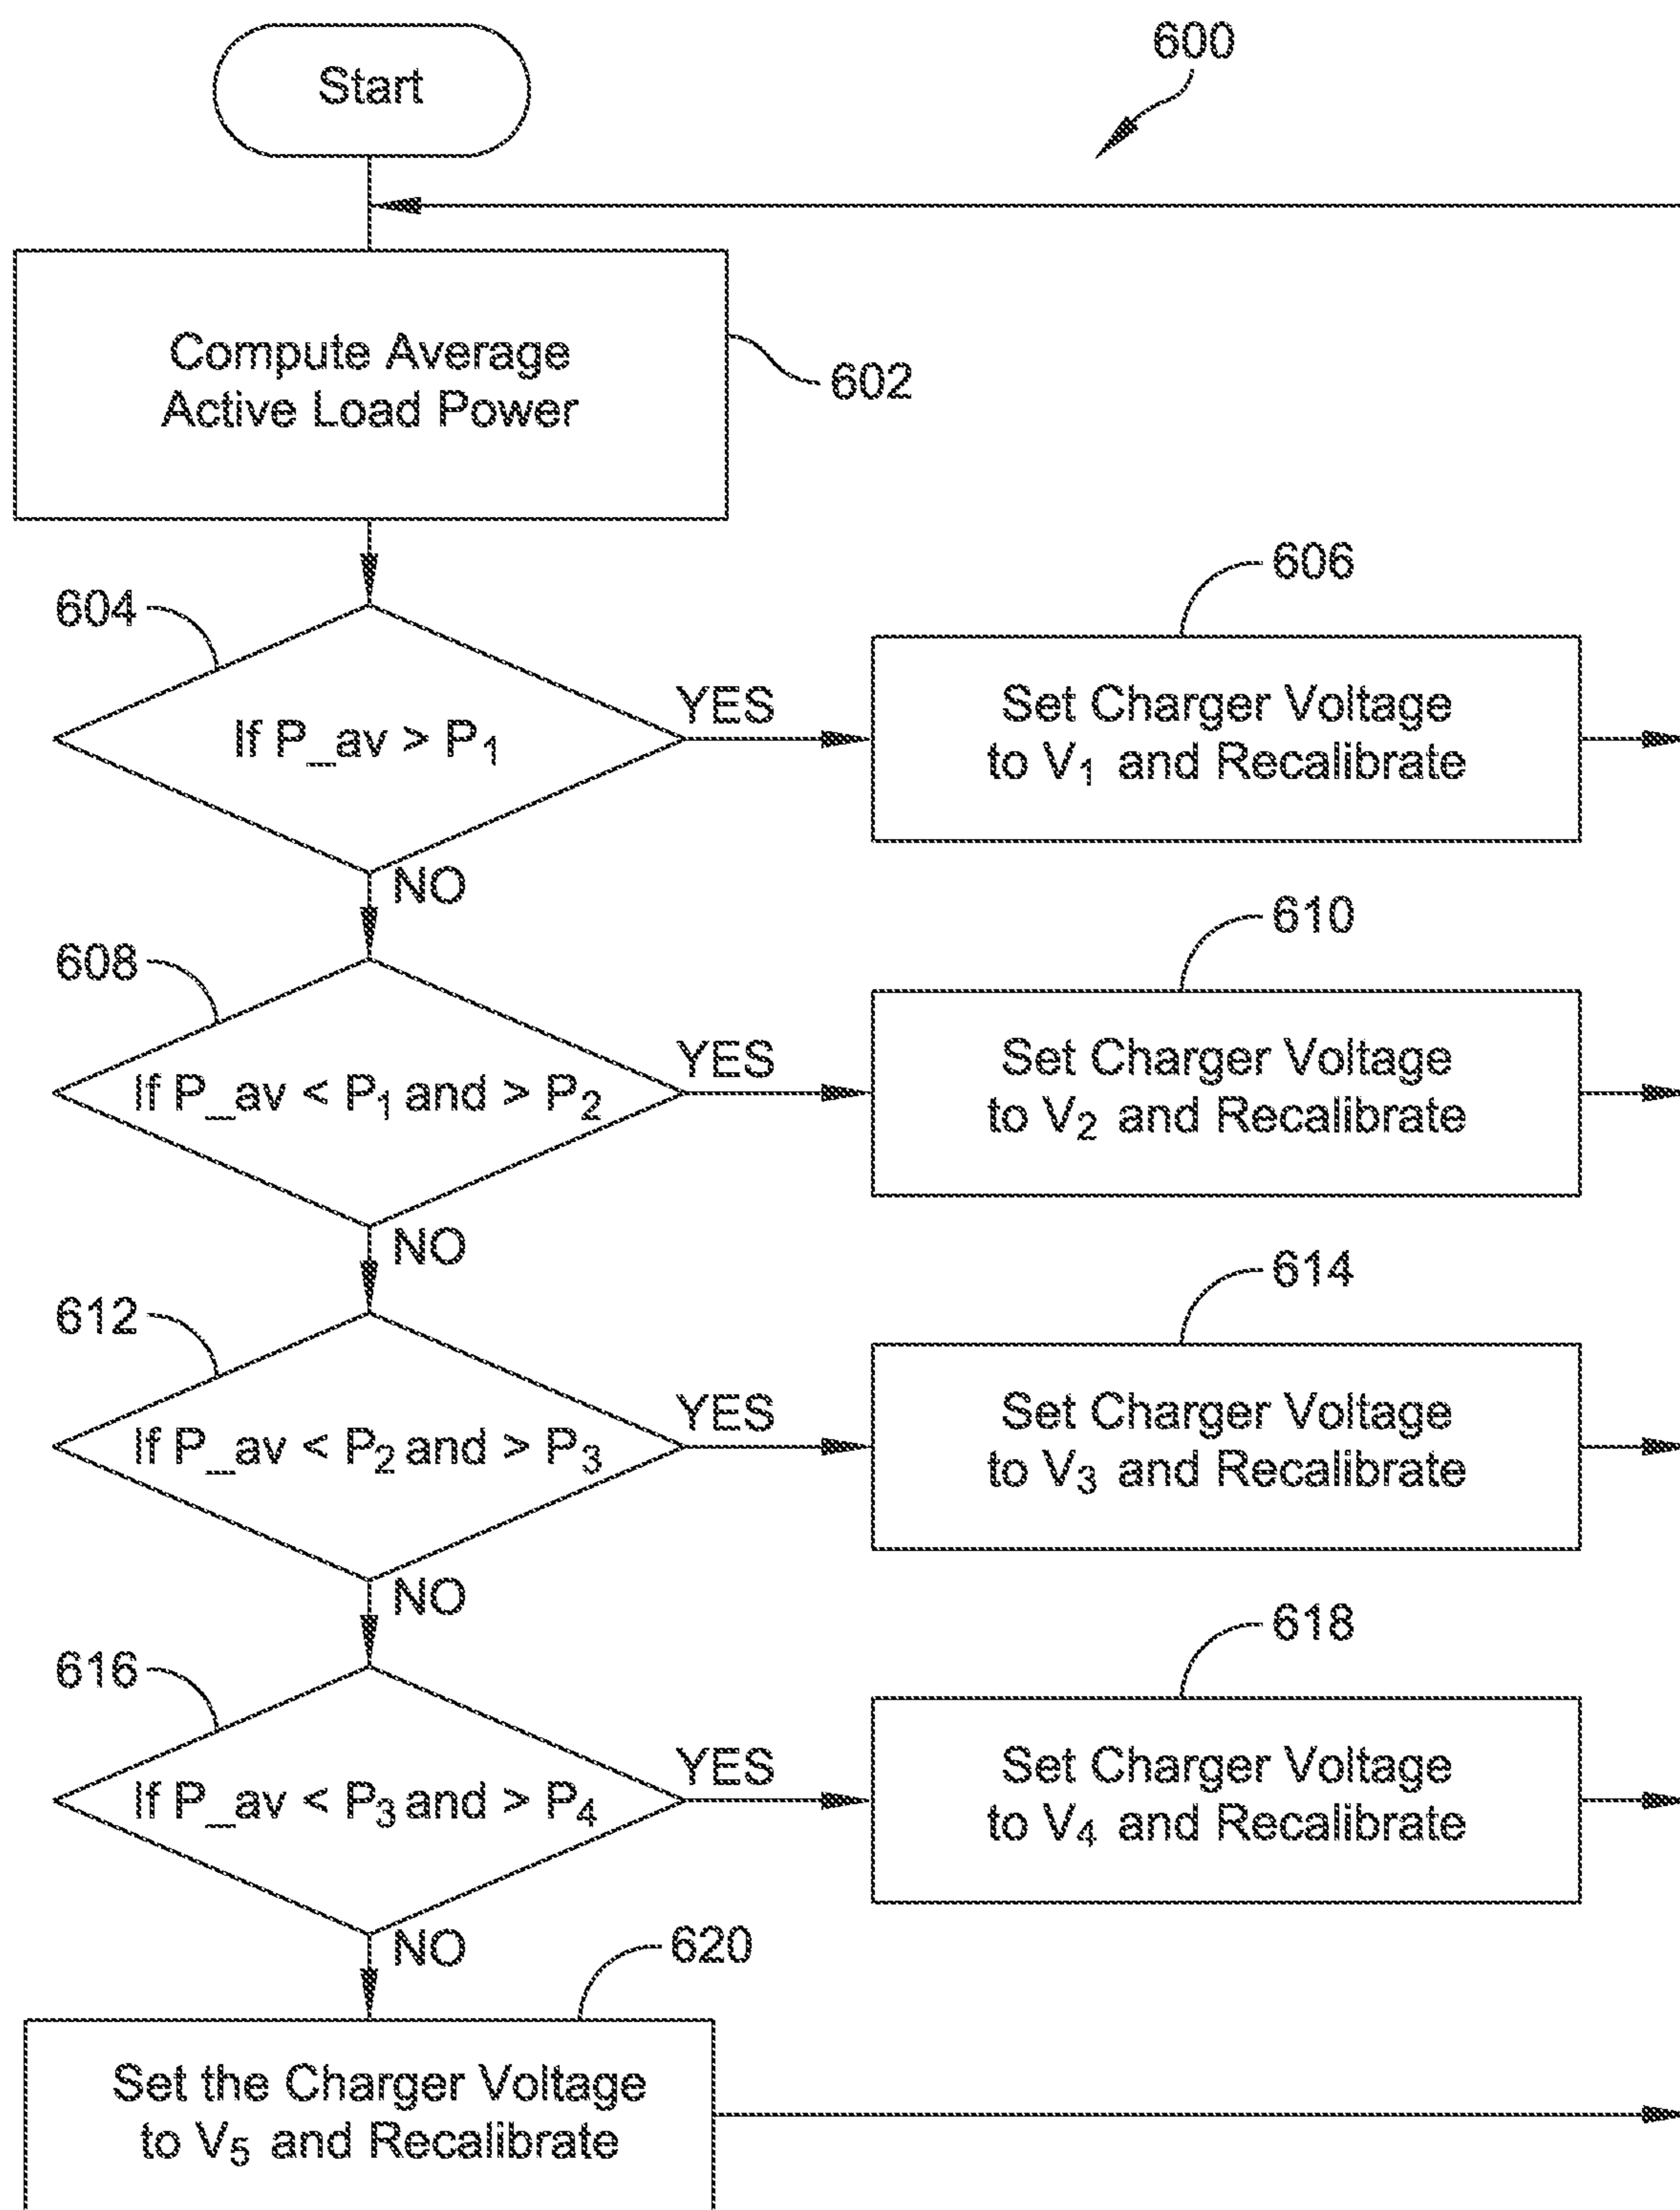 600
Start
Compute Average
Active Load Power
602
604
If P_av > P₁
YES
NO
606
Set Charger Voltage
to V₁ and Recalibrate
608
If P_av < P₁ and > P₂
YES
NO
610
Set Charger Voltage
to V₂ and Recalibrate
612
If P_av < P₂ and > P₃
YES
NO
614
Set Charger Voltage
to V₃ and Recalibrate
616
If P_av < P₃ and > P₄
YES
NO
618
Set Charger Voltage
to V₄ and Recalibrate
620
Set the Charger Voltage
to V₅ and Recalibrate